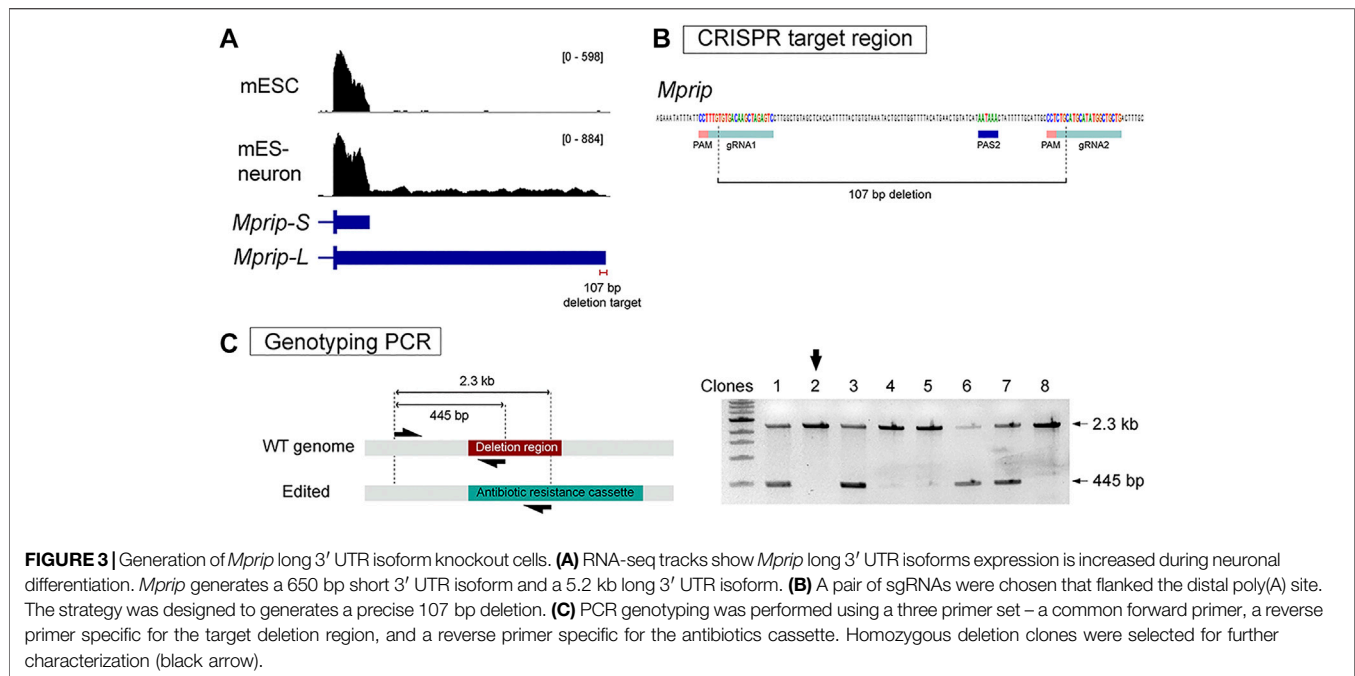 A
mESC
[0 - 598]
mES-
neuron
[0 - 884]
Mprip-S
Mprip-L
107 bp
deletion target
B CRISPR target region
Mprip
PAM gRNA1 PAS2 PAM gRNA2
107 bp deletion
C Genotyping PCR
2.3 kb
445 bp
WT genome Deletion region
Edited Antibiotic resistance cassette
Clones 1 2 3 4 5 6 7 8
2.3 kb
445 bp
FIGURE 3 | Generation of Mprip long 3′ UTR isoform knockout cells. (A) RNA-seq tracks show Mprip long 3′ UTR isoforms expression is increased during neuronal
differentiation. Mprip generates a 650 bp short 3′ UTR isoform and a 5.2 kb long 3′ UTR isoform. (B) A pair of sgRNAs were chosen that flanked the distal poly(A) site.
The strategy was designed to generates a precise 107 bp deletion. (C) PCR genotyping was performed using a three primer set – a common forward primer, a reverse
primer specific for the target deletion region, and a reverse primer specific for the antibiotics cassette. Homozygous deletion clones were selected for further
characterization (black arrow).